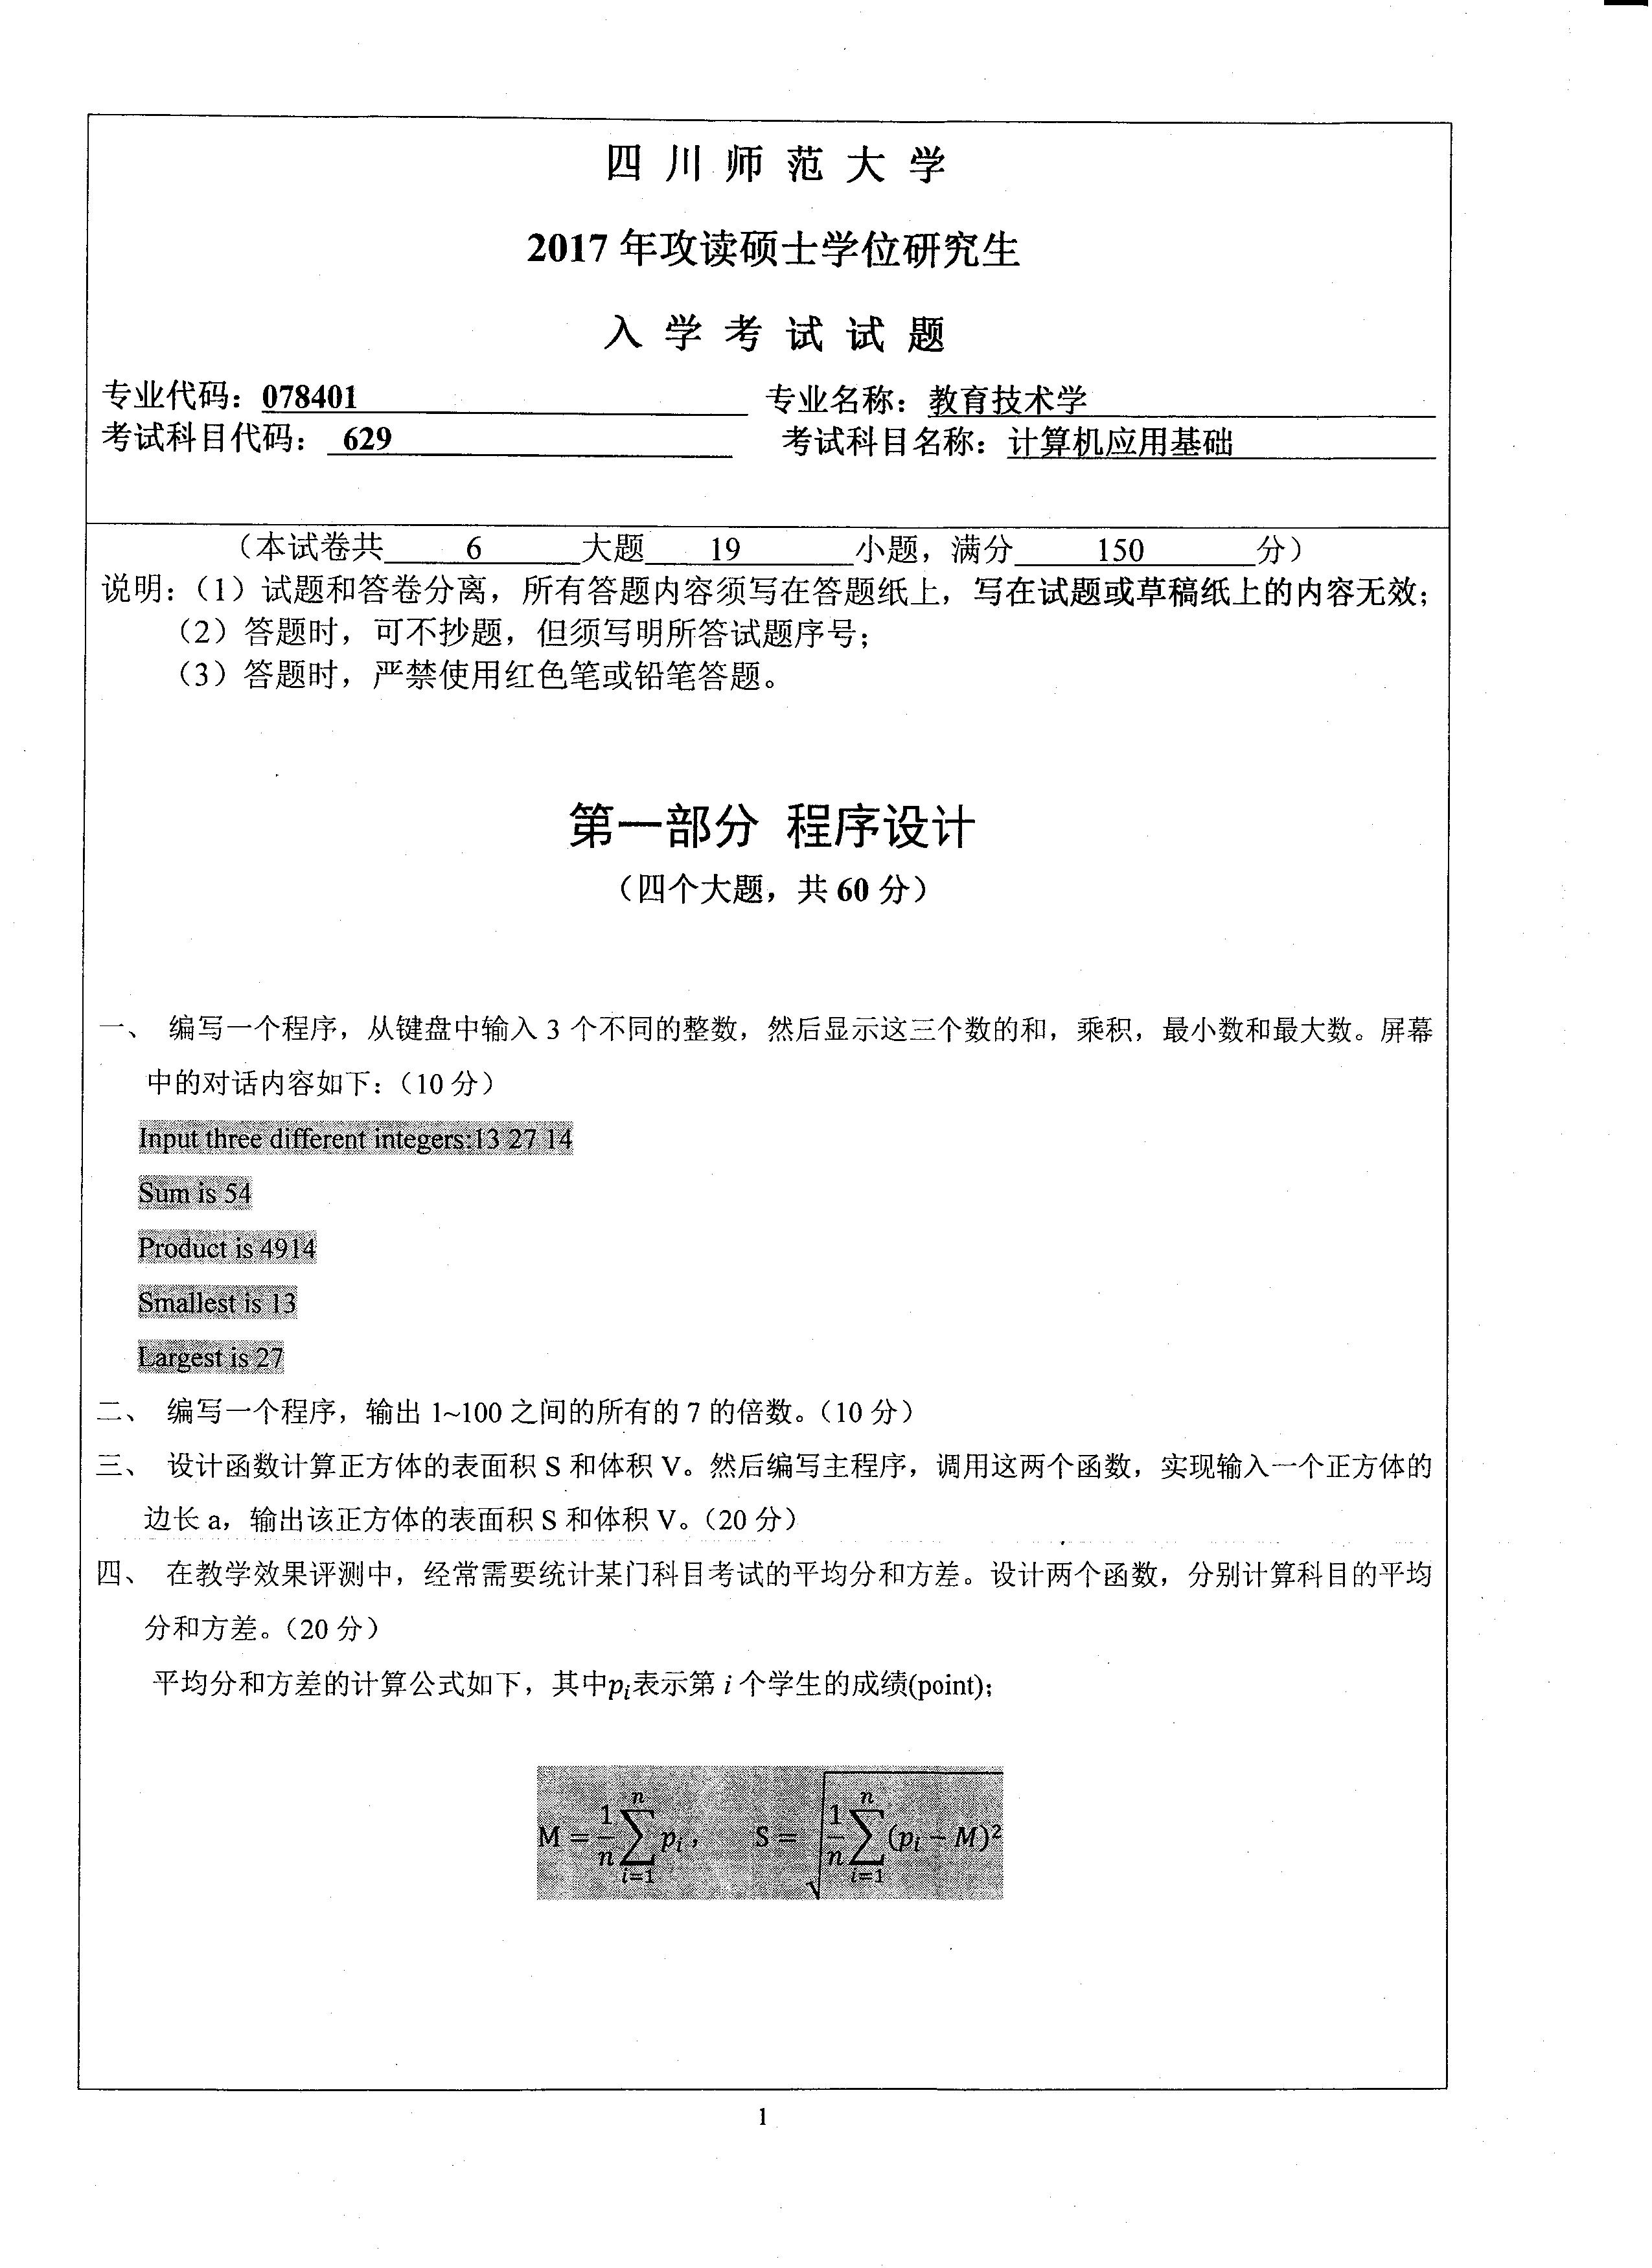 四川师范大学
2017年攻读硕士学位研究生
入学考试试题
专业代码：078401 专业名称：教育技术学
考试科目代码：629 考试科目名称：计算机应用基础
（本试卷共 6 大题 19 小题，满分 150 分）
说明：（1）试题和答卷分离，所有答题内容须写在答题纸上，写在试题或草稿纸上的内容无效；
（2）答题时，可不抄题，但须写明所答试题序号；
（3）答题时，严禁使用红色笔或铅笔答题。
第一部分 程序设计
（四个大题，共60分）
一、 编写一个程序，从键盘中输入3个不同的整数，然后显示这三个数的和，乘积，最小数和最大数。屏幕
中的对话内容如下：（10分）
Input three different integers:13 27 14
Sum is 54
Product is 4914
Smallest is 13
Largest is 27
二、 编写一个程序，输出1~100之间的所有的7的倍数。（10分）
三、 设计函数计算正方体的表面积S和体积V。然后编写主程序，调用这两个函数，实现输入一个正方体的
边长a，输出该正方体的表面积S和体积V。（20分）
四、 在教学效果评测中，经常需要统计某门科目考试的平均分和方差。设计两个函数，分别计算科目的平均
分和方差。（20分）
平均分和方差的计算公式如下，其中p_i表示第i个学生的成绩(point);
M = \frac{1}{n}\sum_{i=1}^{n} p_i, S = \sqrt{\frac{1}{n}\sum_{i=1}^{n}(p_i - M)^2}
1